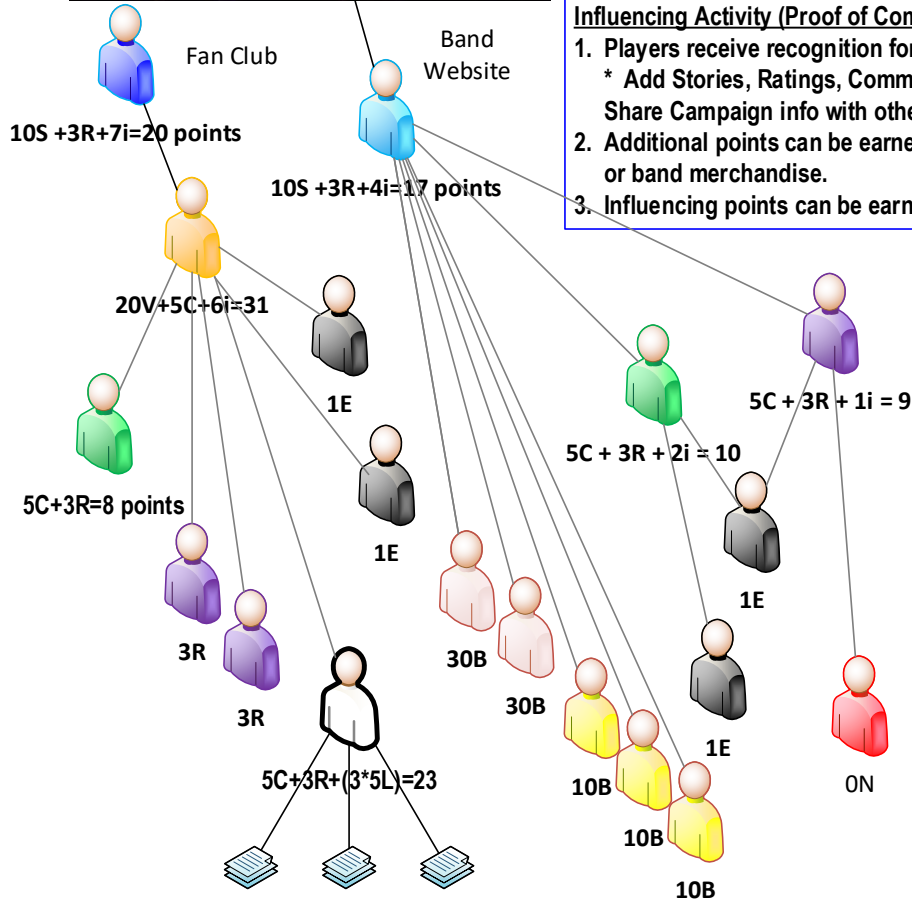 Fan Club
Band
Website
Influencing Activity (Proof of Con
1. Players receive recognition for
* Add Stories, Ratings, Comm
Share Campaign info with othe
2. Additional points can be earne
or band merchandise.
3. Influencing points can be earn
10S +3R+7i=20 points
10S +3R+4i=17 points
20V+5C+6i=31
1E
5C + 3R + 1i = 9
5C + 3R + 2i = 10
5C+3R=8 points
1E
1E
3R
30B
3R
30B
1E
5C+3R+(3*5L)=23
10B
0N
10B
10B